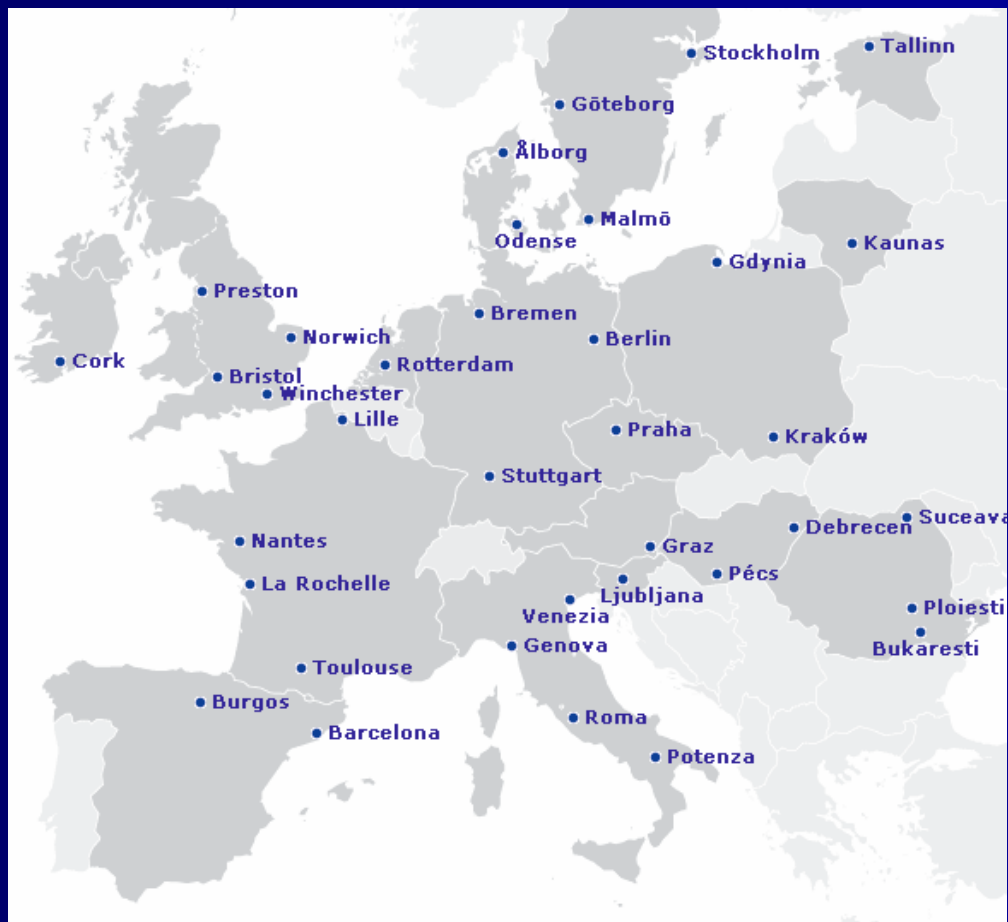 Stockholm
Tallinn
Göteborg
Ålborg
Malmö
Odense
Kaunas
Gdynia
Preston
Bremen
Norwich
Berlin
Cork
Rotterdam
Bristol
Winchester
Lille
Praha
Kraków
Stuttgart
Suceava
Debrecen
Nantes
Graz
Pécs
La Rochelle
Ljubljana
Venezia
Ploiesti
Genova
Bukaresti
Toulouse
Burgos
Roma
Barcelona
Potenza